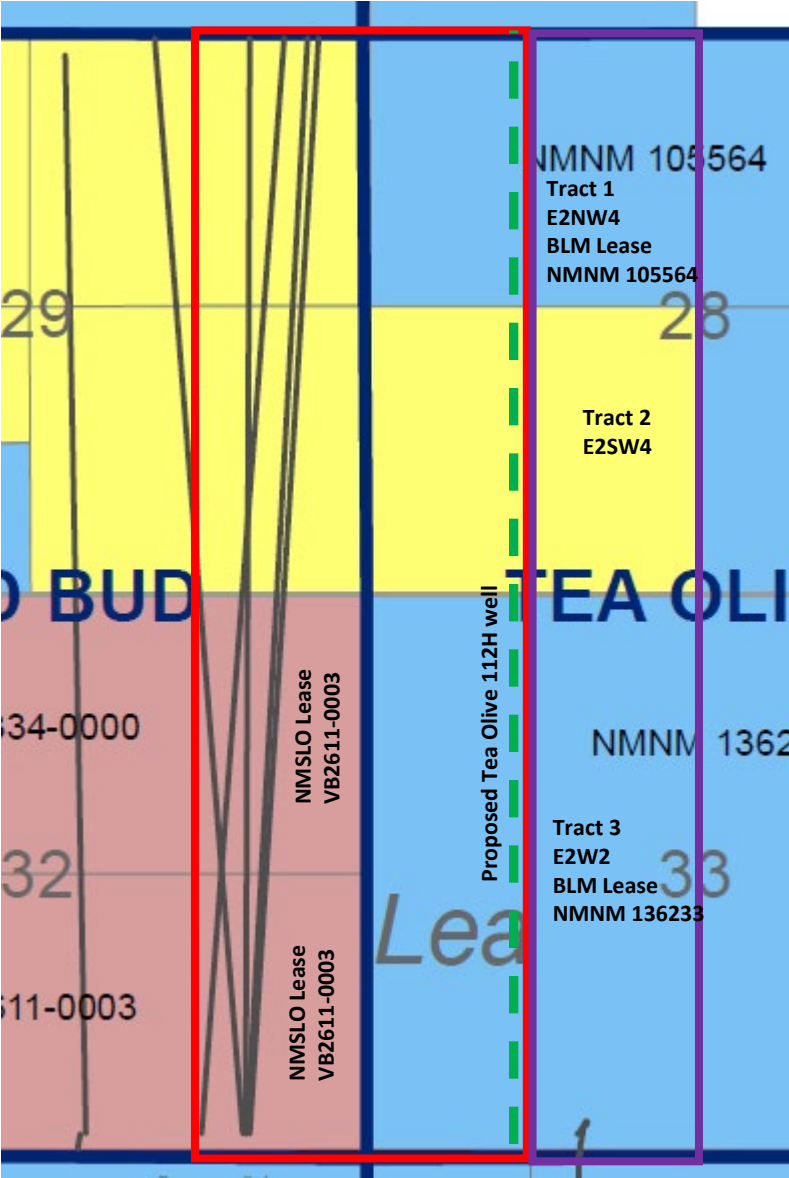 NMNM 105564
Tract 1
E2NW4
BLM Lease
NMNM 105564
29
28
Tract 2
E2SW4
O BUD
TEA OLI
Proposed Tea Olive 112H well
NMSLO Lease
VB2611-0003
334-0000
NMNM 1362
Tract 3
E2W2
BLM Lease
NMNM 136233
32
33
Lea
NMSLO Lease
VB2611-0003
611-0003